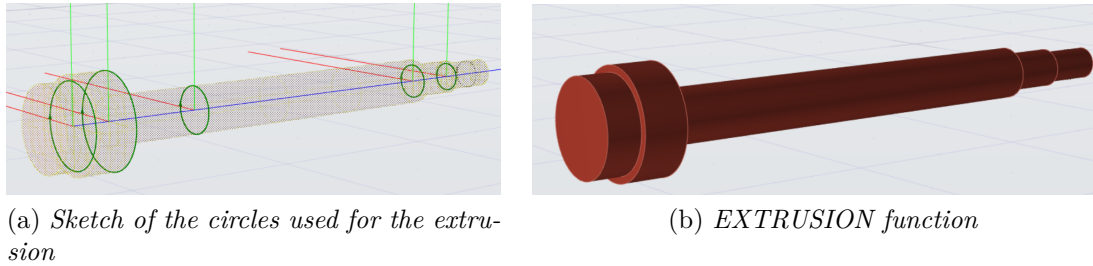 (a) Sketch of the circles used for the extru-
sion
(b) EXTRUSION function